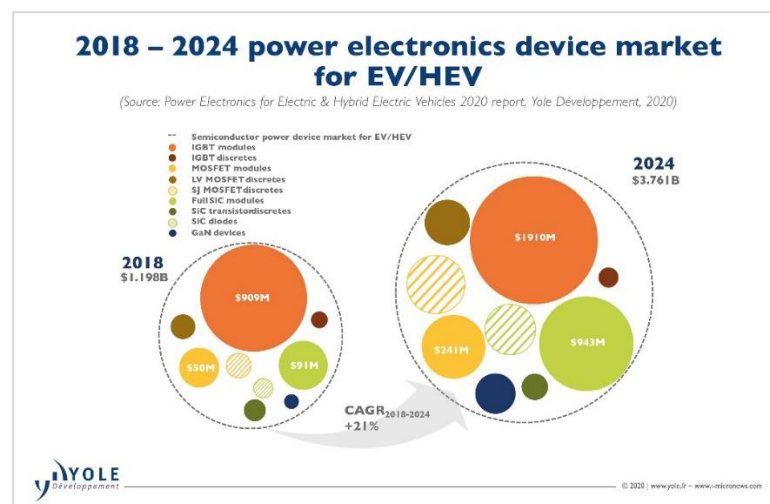 2018 – 2024 power electronics device market
for EV/HEV
(Source: Power Electronics for Electric & Hybrid Electric Vehicles 2020 report, Yole Développement, 2020)
Semiconductor power device market for EV/HEV
IGBT modules
IGBT discretes
MOSFET modules
LV MOSFET discretes
SJ MOSFET discretes
Full SiC modules
SiC transistor discretes
SiC diodes
GaN devices
2018
$1.198B
$909M
$50M
$91M
2024
$3.761B
$1910M
$241M
$943M
CAGR2018-2024
+21%
YOLE
Développement
© 2020 | www.yole.fr – www.i-micronews.com